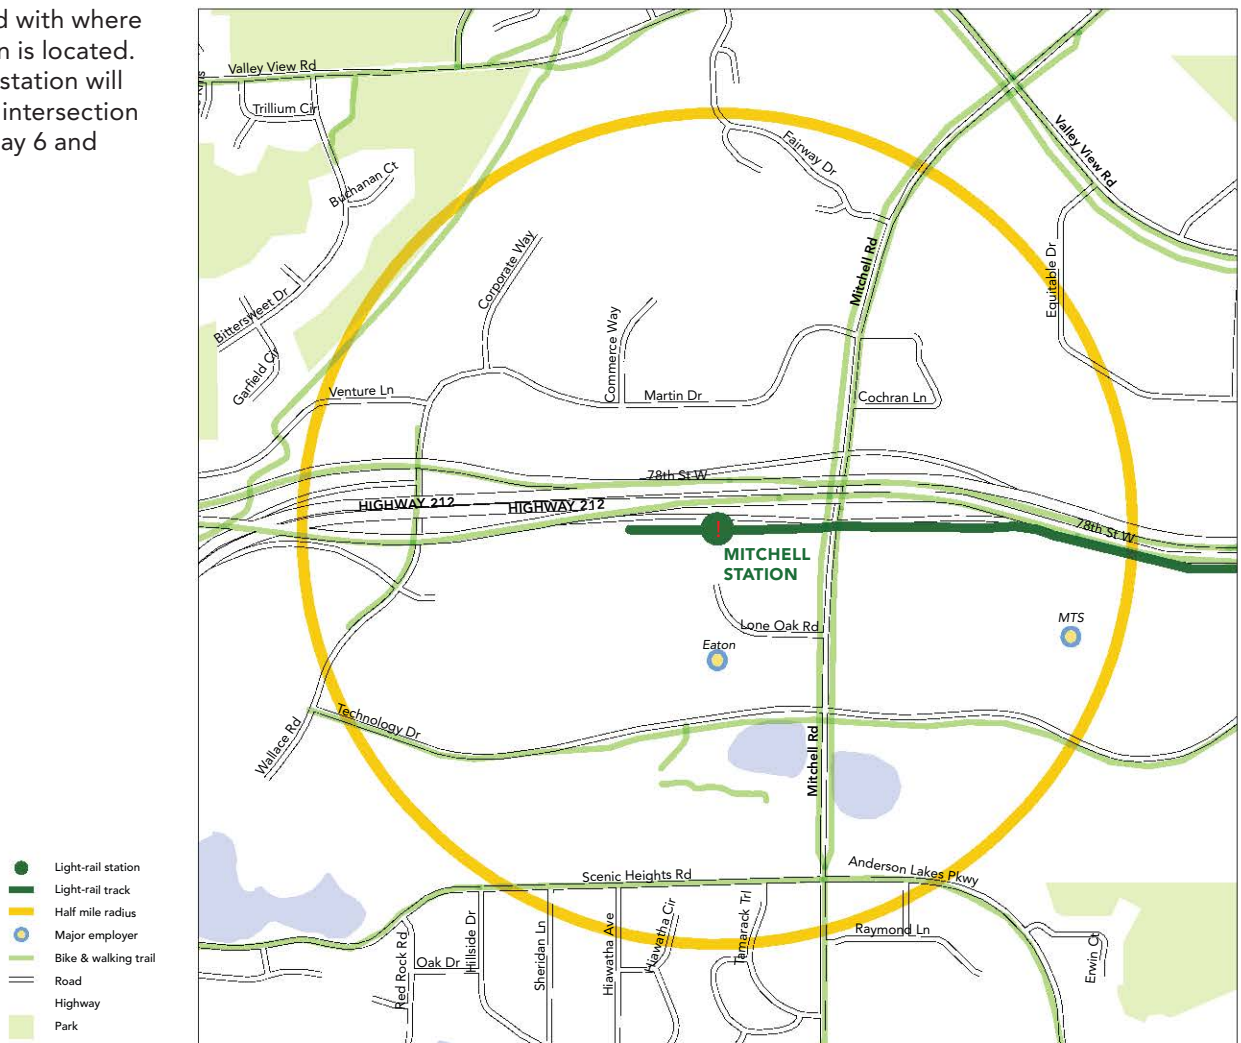 d with where
n is located.
station will
intersection
ay 6 and
Valley View Rd
Trillium Cir
Buchanan Ct
Bittersweet Dr
Garfield Cir
Fairway Dr
Valley View Rd
Mitchell Rd
Equitable Dr
Corporate Way
Commerce Way
Venture Ln
Martin Dr
Cochran Ln
78th St W
HIGHWAY 212
HIGHWAY 212
78th St W
!
MITCHELL
STATION
Lone Oak Rd
MTS
Eaton
Technology Dr
Wallace Rd
Mitchell Rd
Scenic Heights Rd
Anderson Lakes Pkwy
Red Rock Rd
Oak Dr
Hillside Dr
Sheridan Ln
Hiawatha Ave
Hiawatha Cir
Tamarack Trl
Raymond Ln
Erwin Ct
Light-rail station
Light-rail track
Half mile radius
Major employer
Bike & walking trail
Road
Highway
Park